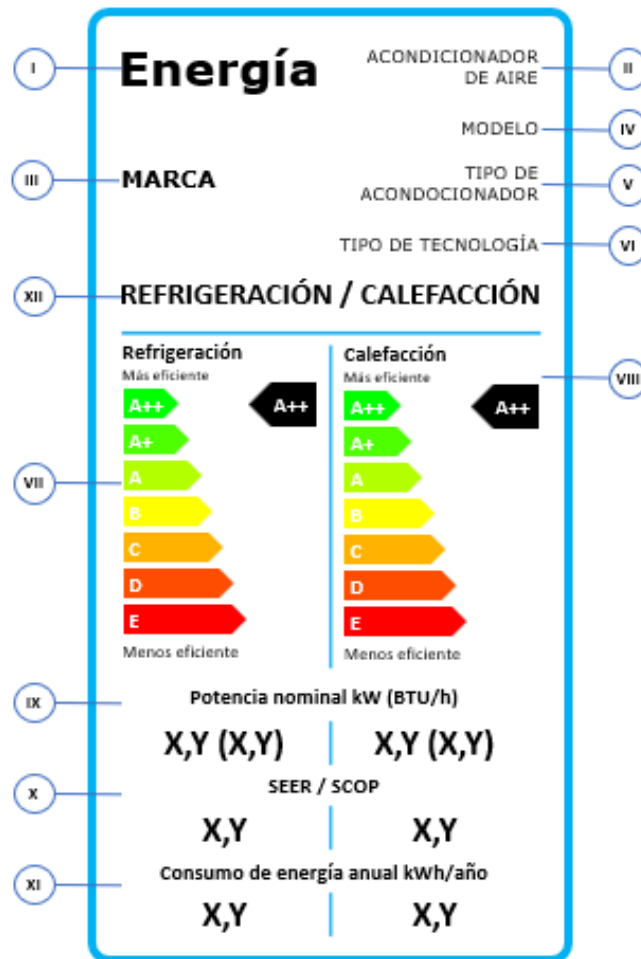 I
Energía
ACONDICIONADOR
DE AIRE
II
MODELO
IV
III
MARCA
TIPO DE
ACONDOCIONADOR
V
TIPO DE TECNOLOGÍA
VI
XII
REFRIGERACIÓN / CALEFACCIÓN
Refrigeración
Más eficiente
A++
A++
A+
A
B
C
D
E
Menos eficiente
VII
Calefacción
Más eficiente
A++
A++
A+
A
B
C
D
E
Menos eficiente
VIII
IX
Potencia nominal kW (BTU/h)
X,Y (X,Y)
X,Y (X,Y)
X
SEER / SCOP
X,Y
X,Y
XI
Consumo de energía anual kWh/año
X,Y
X,Y